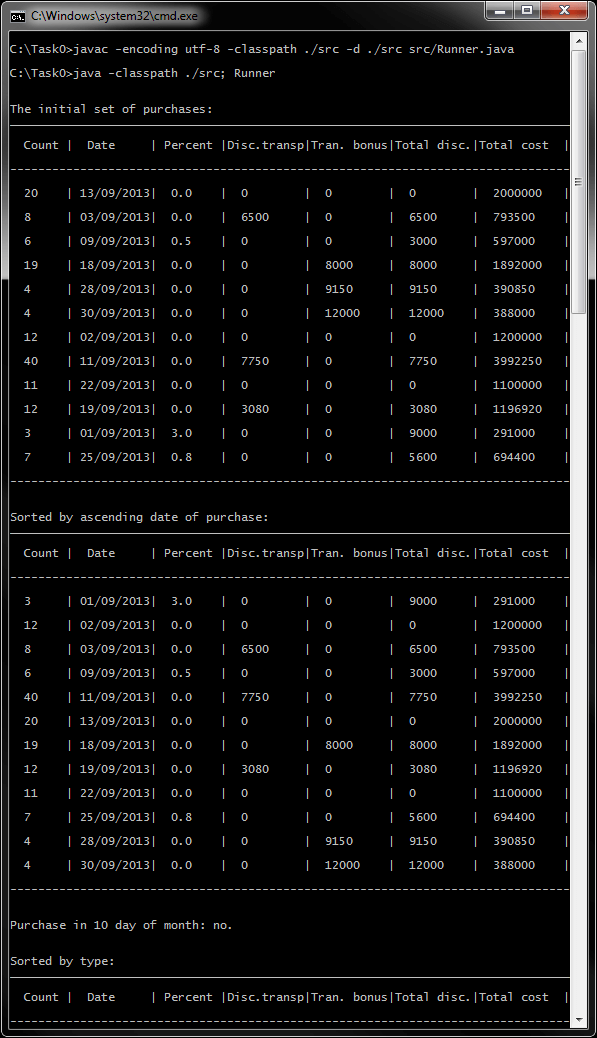 C:\Windows\system32\cmd.exe
C:\Task0>javac -encoding utf-8 -classpath ./src -d ./src src/Runner.java
C:\Task0>java -classpath ./src; Runner
The initial set of purchases:
Count | Date | Percent |Disc.transp|Tran. bonus|Total disc.|Total cost |
--------------------------------------------------------------------------------
20 | 13/09/2013| 0.0 | 0 | 0 | 0 | 2000000 |
8 | 03/09/2013| 0.0 | 6500 | 0 | 6500 | 793500 |
6 | 09/09/2013| 0.5 | 0 | 0 | 3000 | 597000 |
19 | 18/09/2013| 0.0 | 0 | 8000 | 8000 | 1892000 |
4 | 28/09/2013| 0.0 | 0 | 9150 | 9150 | 390850 |
4 | 30/09/2013| 0.0 | 0 | 12000 | 12000 | 388000 |
12 | 02/09/2013| 0.0 | 0 | 0 | 0 | 1200000 |
40 | 11/09/2013| 0.0 | 7750 | 0 | 7750 | 3992250 |
11 | 22/09/2013| 0.0 | 0 | 0 | 0 | 1100000 |
12 | 19/09/2013| 0.0 | 3080 | 0 | 3080 | 1196920 |
3 | 01/09/2013| 3.0 | 0 | 0 | 9000 | 291000 |
7 | 25/09/2013| 0.8 | 0 | 0 | 5600 | 694400 |
--------------------------------------------------------------------------------
Sorted by ascending date of purchase:
Count | Date | Percent |Disc.transp|Tran. bonus|Total disc.|Total cost |
--------------------------------------------------------------------------------
3 | 01/09/2013| 3.0 | 0 | 0 | 9000 | 291000 |
12 | 02/09/2013| 0.0 | 0 | 0 | 0 | 1200000 |
8 | 03/09/2013| 0.0 | 6500 | 0 | 6500 | 793500 |
6 | 09/09/2013| 0.5 | 0 | 0 | 3000 | 597000 |
40 | 11/09/2013| 0.0 | 7750 | 0 | 7750 | 3992250 |
20 | 13/09/2013| 0.0 | 0 | 0 | 0 | 2000000 |
19 | 18/09/2013| 0.0 | 0 | 8000 | 8000 | 1892000 |
12 | 19/09/2013| 0.0 | 3080 | 0 | 3080 | 1196920 |
11 | 22/09/2013| 0.0 | 0 | 0 | 0 | 1100000 |
7 | 25/09/2013| 0.8 | 0 | 0 | 5600 | 694400 |
4 | 28/09/2013| 0.0 | 0 | 9150 | 9150 | 390850 |
4 | 30/09/2013| 0.0 | 0 | 12000 | 12000 | 388000 |
--------------------------------------------------------------------------------
Purchase in 10 day of month: no.
Sorted by type:
Count | Date | Percent |Disc.transp|Tran. bonus|Total disc.|Total cost |
--------------------------------------------------------------------------------